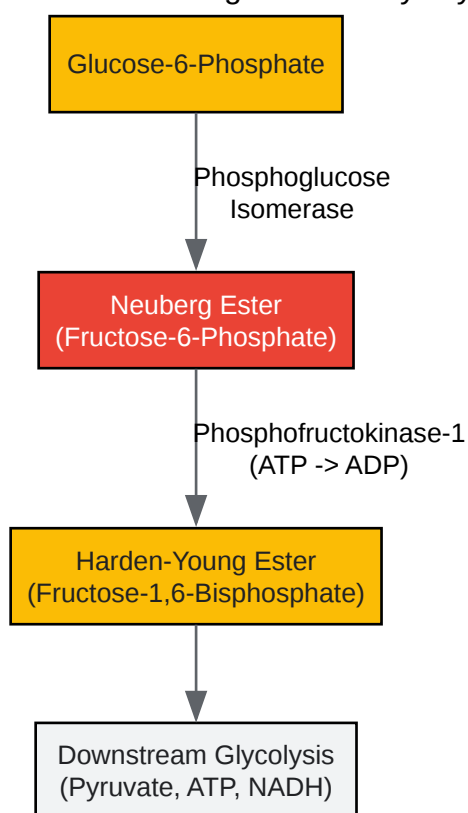 Glucose-6-Phosphate
Phosphoglucose
Isomerase
Neuberg Ester
(Fructose-6-Phosphate)
Phosphofructokinase-1
(ATP -> ADP)
Harden-Young Ester
(Fructose-1,6-Bisphosphate)
Downstream Glycolysis
(Pyruvate, ATP, NADH)